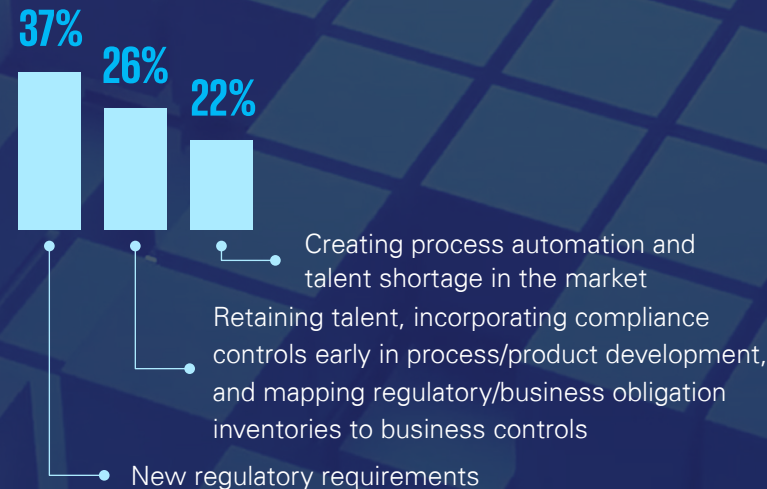 37%
26%
22%
Creating process automation and
talent shortage in the market
Retaining talent, incorporating compliance
controls early in process/product development,
and mapping regulatory/business obligation
inventories to business controls
New regulatory requirements